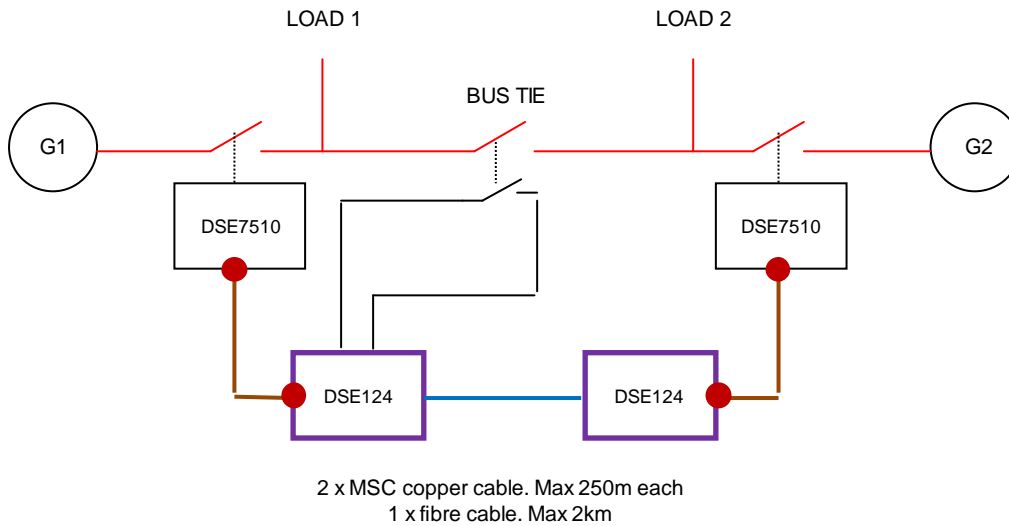 LOAD 1
LOAD 2
BUS TIE
G1
G2
DSE7510
DSE7510
DSE124
DSE124
2 x MSC copper cable. Max 250m each
1 x fibre cable. Max 2km